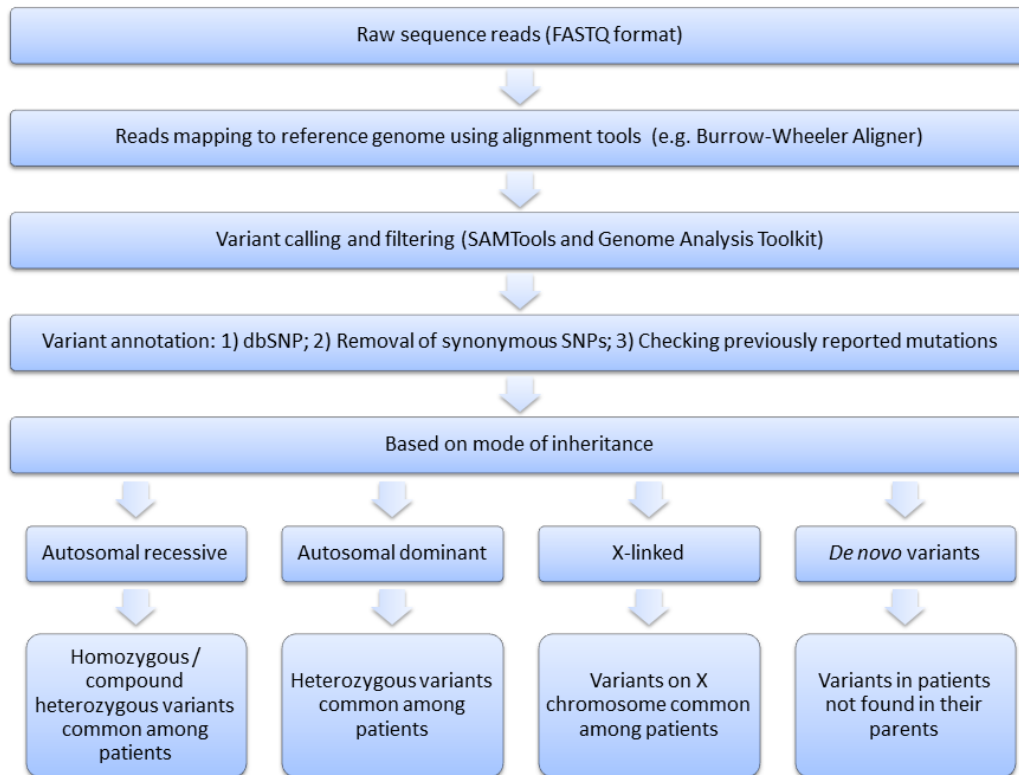 Raw sequence reads (FASTQ format)
Reads mapping to reference genome using alignment tools  (e.g. Burrow-Wheeler Aligner)
Variant calling and filtering (SAMTools and Genome Analysis Toolkit)
Variant annotation: 1) dbSNP; 2) Removal of synonymous SNPs; 3) Checking previously reported mutations
Based on mode of inheritance
Autosomal recessive
Autosomal dominant
X-linked
De novo variants
Homozygous /
compound
heterozygous variants
common among
patients
Heterozygous variants
common among
patients
Variants on X
chromosome common
among patients
Variants in patients
not found in their
parents